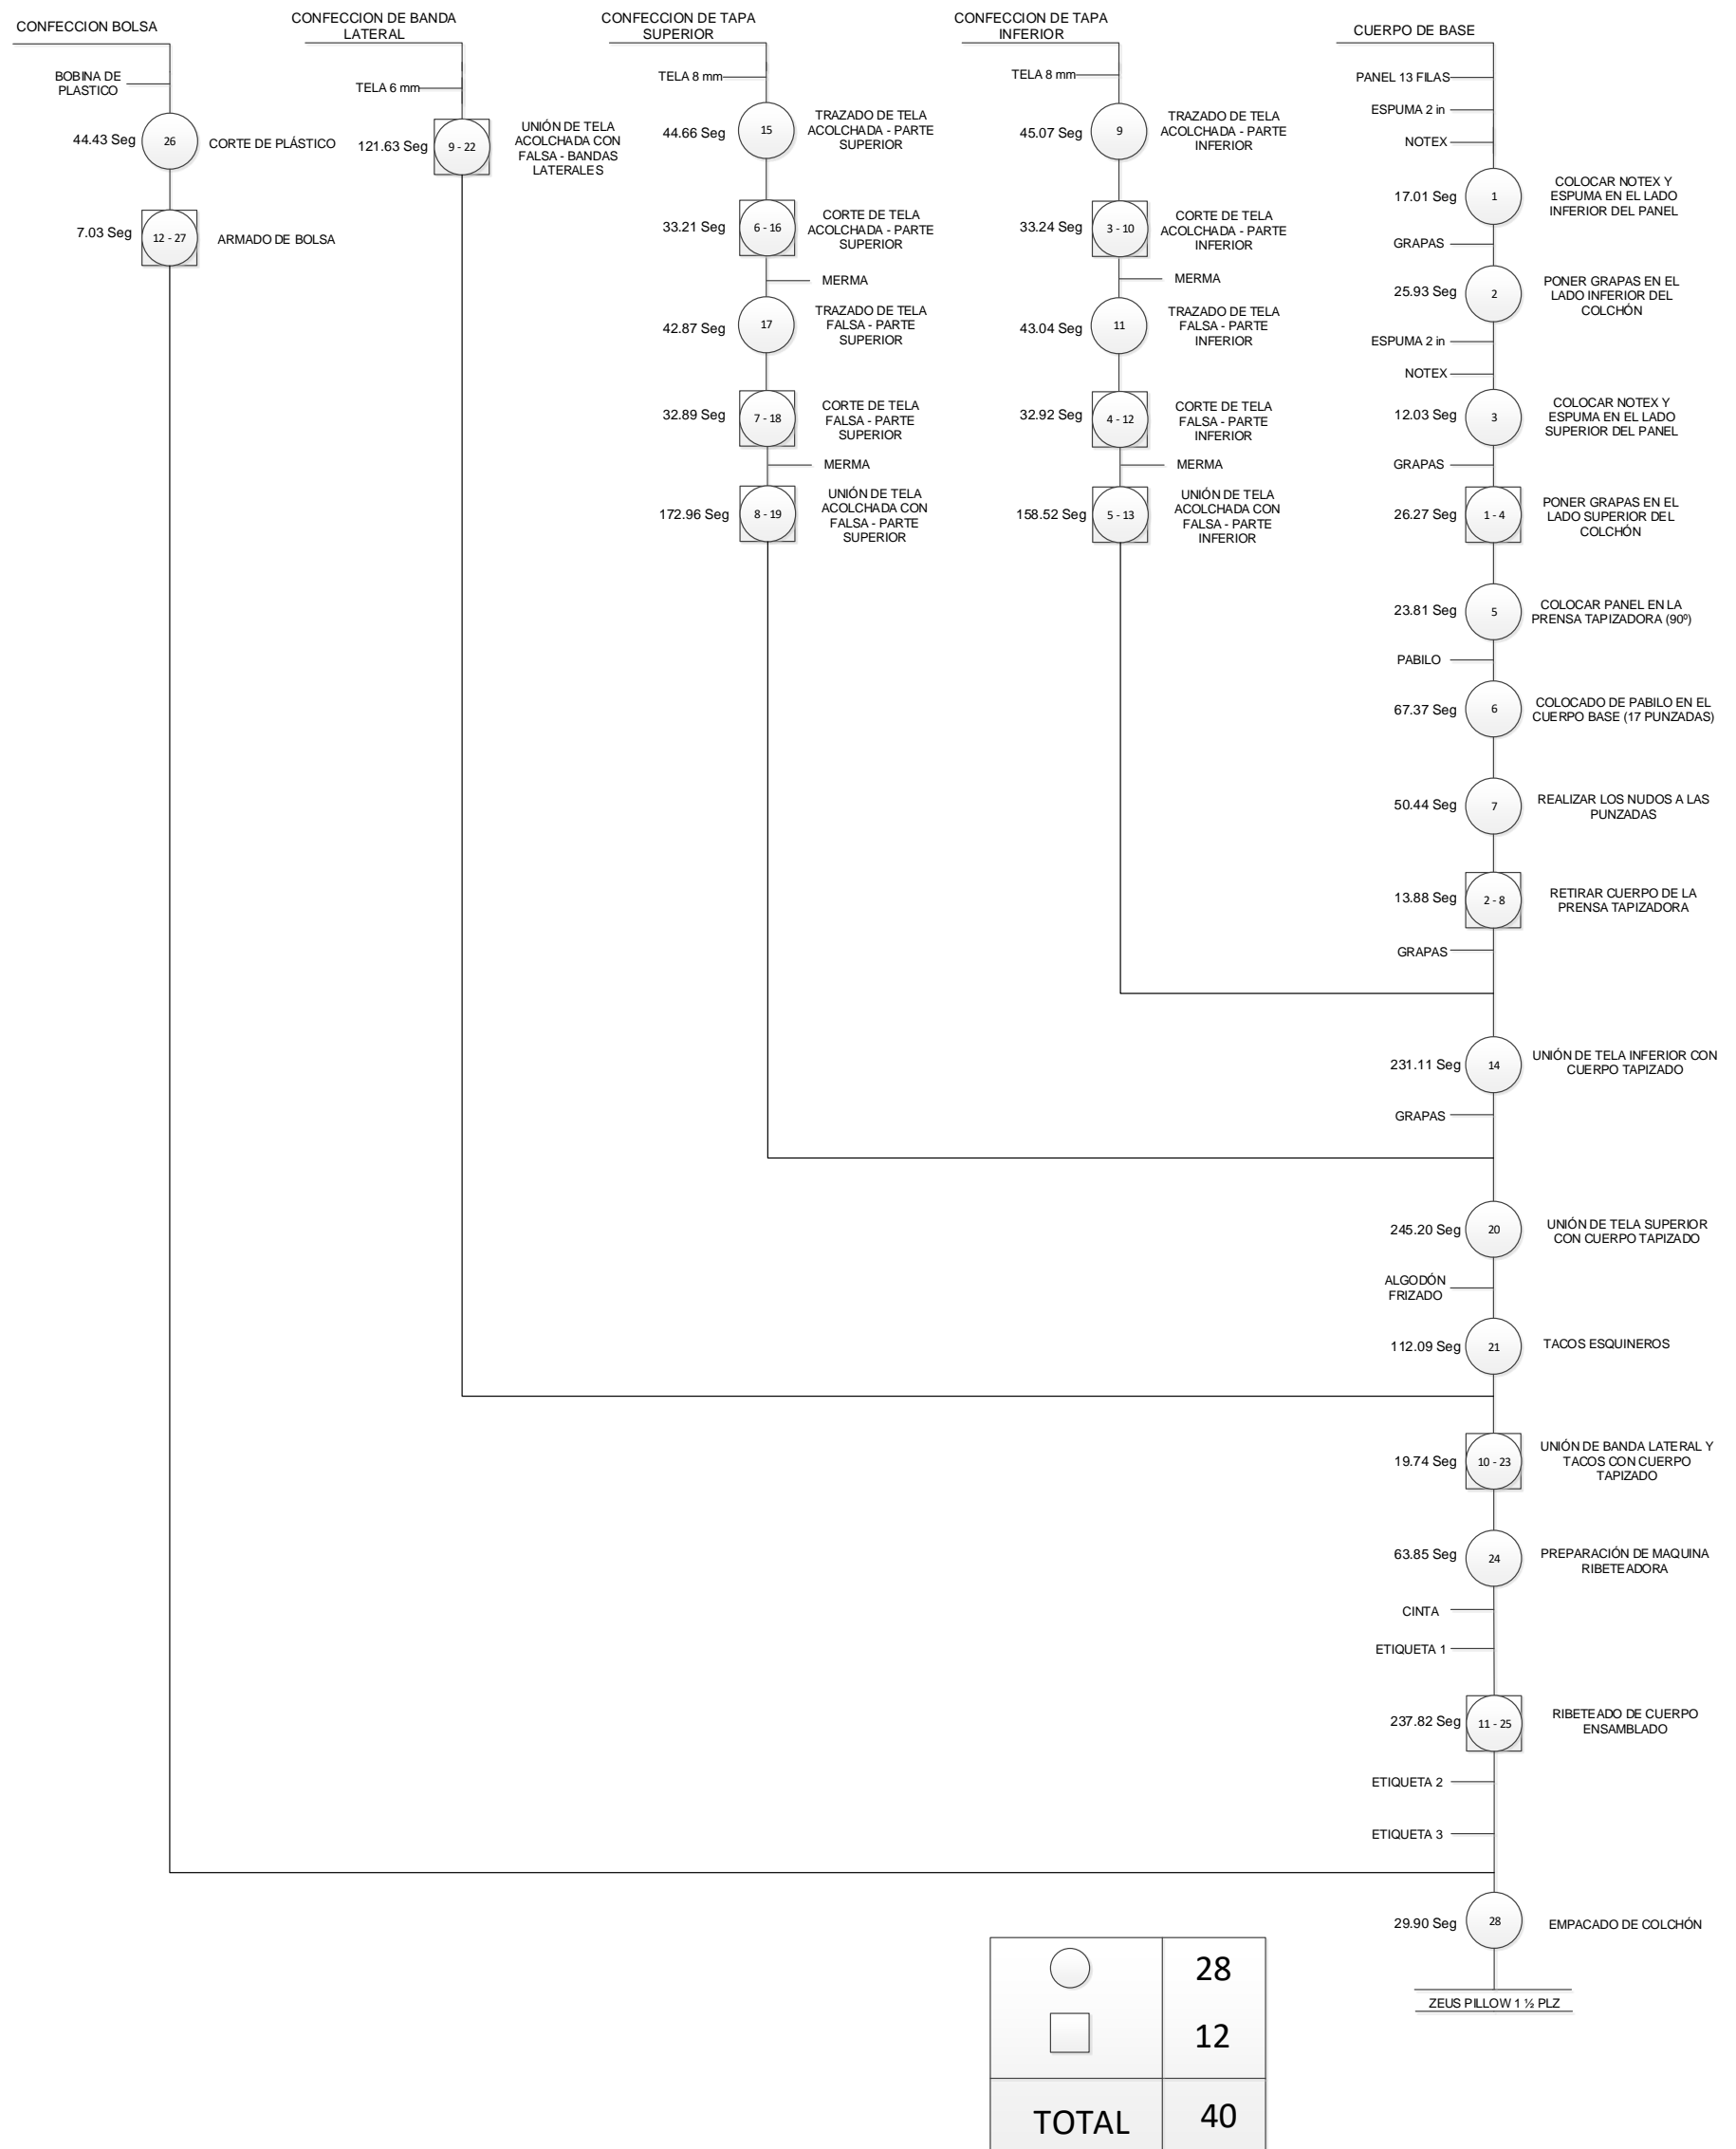 CONFECCION BOLSA
BOBINA DE
PLASTICO
44.43 Seg
26
CORTE DE PLÁSTICO
7.03 Seg
12 - 27
ARMADO DE BOLSA
CONFECCION DE BANDA
LATERAL
TELA 6 mm
121.63 Seg
9 - 22
UNIÓN DE TELA
ACOLCHADA CON
FALSA - BANDAS
LATERALES
CONFECCION DE TAPA
SUPERIOR
TELA 8 mm
44.66 Seg
15
TRAZADO DE TELA
ACOLCHADA - PARTE
SUPERIOR
33.21 Seg
6 - 16
CORTE DE TELA
ACOLCHADA - PARTE
SUPERIOR
MERMA
42.87 Seg
17
TRAZADO DE TELA
FALSA - PARTE
SUPERIOR
32.89 Seg
7 - 18
CORTE DE TELA
FALSA - PARTE
SUPERIOR
MERMA
172.96 Seg
8 - 19
UNIÓN DE TELA
ACOLCHADA CON
FALSA - PARTE
SUPERIOR
CONFECCION DE TAPA
INFERIOR
TELA 8 mm
45.07 Seg
9
TRAZADO DE TELA
ACOLCHADA - PARTE
INFERIOR
33.24 Seg
3 - 10
CORTE DE TELA
ACOLCHADA - PARTE
INFERIOR
MERMA
43.04 Seg
11
TRAZADO DE TELA
FALSA - PARTE
INFERIOR
32.92 Seg
4 - 12
CORTE DE TELA
FALSA - PARTE
INFERIOR
MERMA
158.52 Seg
5 - 13
UNIÓN DE TELA
ACOLCHADA CON
FALSA - PARTE
INFERIOR
CUERPO DE BASE
PANEL 13 FILAS
ESPUMA 2 in
NOTEX
17.01 Seg
1
COLOCAR NOTEX Y
ESPUMA EN EL LADO
INFERIOR DEL PANEL
GRAPAS
25.93 Seg
2
PONER GRAPAS EN EL
LADO INFERIOR DEL
COLCHÓN
ESPUMA 2 in
NOTEX
12.03 Seg
3
COLOCAR NOTEX Y
ESPUMA EN EL LADO
SUPERIOR DEL PANEL
GRAPAS
26.27 Seg
1 - 4
PONER GRAPAS EN EL
LADO SUPERIOR DEL
COLCHÓN
23.81 Seg
5
COLOCAR PANEL EN LA
PRENSA TAPIZADORA (90º)
PABILO
67.37 Seg
6
COLOCADO DE PABILO EN EL
CUERPO BASE (17 PUNZADAS)
50.44 Seg
7
REALIZAR LOS NUDOS A LAS
PUNZADAS
13.88 Seg
2 - 8
RETIRAR CUERPO DE LA
PRENSA TAPIZADORA
GRAPAS
231.11 Seg
14
UNIÓN DE TELA INFERIOR CON
CUERPO TAPIZADO
GRAPAS
245.20 Seg
20
UNIÓN DE TELA SUPERIOR
CON CUERPO TAPIZADO
ALGODÓN
FRIZADO
112.09 Seg
21
TACOS ESQUINEROS
19.74 Seg
10 - 23
UNIÓN DE BANDA LATERAL Y
TACOS CON CUERPO
TAPIZADO
63.85 Seg
24
PREPARACIÓN DE MAQUINA
RIBETEADORA
CINTA
ETIQUETA 1
237.82 Seg
11 - 25
RIBETEADO DE CUERPO
ENSAMBLADO
ETIQUETA 2
ETIQUETA 3
29.90 Seg
28
EMPACADO DE COLCHÓN
ZEUS PILLOW 1 ½ PLZ
28
12
TOTAL 40